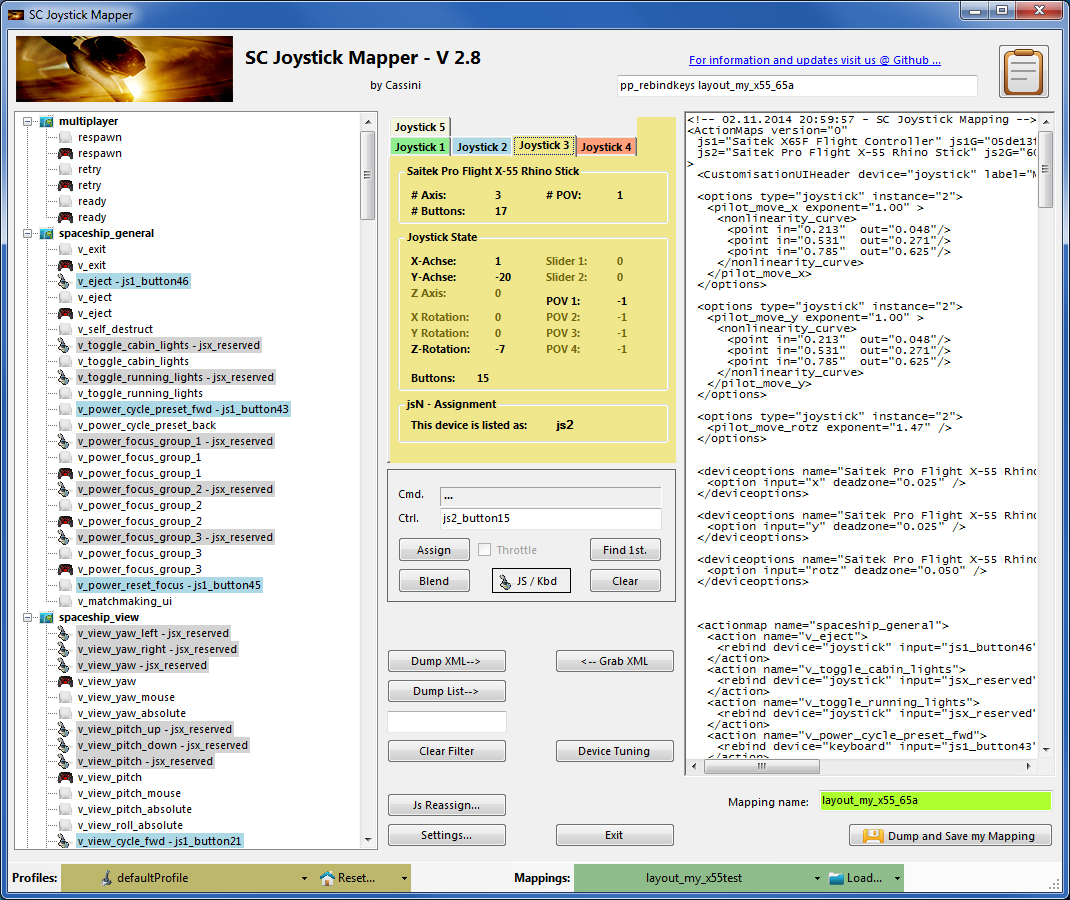 SC Joystick Mapper
SC Joystick Mapper - V 2.8
by Cassini
For information and updates visit us @ Github ...
pp_rebindkeys layout_my_x55_65a
multiplayer
respawn
respawn
retry
retry
ready
ready
spaceship_general
v_exit
v_exit
v_eject - js1_button46
v_eject
v_eject
v_self_destruct
v_toggle_cabin_lights - jsx_reserved
v_toggle_cabin_lights
v_toggle_running_lights - jsx_reserved
v_toggle_running_lights
v_power_cycle_preset_fwd - js1_button43
v_power_cycle_preset_back
v_power_focus_group_1 - jsx_reserved
v_power_focus_group_1
v_power_focus_group_1
v_power_focus_group_2 - jsx_reserved
v_power_focus_group_2
v_power_focus_group_2
v_power_focus_group_3 - jsx_reserved
v_power_focus_group_3
v_power_focus_group_3
v_power_reset_focus - js1_button45
v_matchmaking_ui
spaceship_view
v_view_yaw_left - jsx_reserved
v_view_yaw_right - jsx_reserved
v_view_yaw - jsx_reserved
v_view_yaw
v_view_yaw_mouse
v_view_yaw_absolute
v_view_pitch_up - jsx_reserved
v_view_pitch_down - jsx_reserved
v_view_pitch - jsx_reserved
v_view_pitch
v_view_pitch_mouse
v_view_pitch_absolute
v_view_roll_absolute
v_view_cycle_fwd - js1_button21
Joystick 5
Joystick 1 Joystick 2 Joystick 3 Joystick 4
Saitek Pro Flight X-55 Rhino Stick
# Axis: 3 # POV: 1
# Buttons: 17
Joystick State
X-Achse: 1 Slider 1: 0
Y-Achse: -20 Slider 2: 0
Z Axis: 0
POV 1: -1
X Rotation: 0 POV 2: -1
Y Rotation: 0 POV 3: -1
Z-Rotation: -7 POV 4: -1
Buttons: 15
jsN - Assignment
This device is listed as: js2
Cmd. ...
Ctrl. js2_button15
Assign Throttle Find 1st.
Blend JS / Kbd Clear
Dump XML--> <-- Grab XML
Dump List-->
Clear Filter Device Tuning
Js Reassign...
Settings... Exit
<!-- 02.11.2014 20:59:57 - SC Joystick Mapping -->
<ActionMaps version="0"
js1="Saitek X65F Flight Controller" js1G="05de13f
js2="Saitek Pro Flight X-55 Rhino Stick" js2G="60
>
<CustomisationUIHeader device="joystick" label="M
<options type="joystick" instance="2">
<pilot_move_x exponent="1.00" >
<nonlinearity_curve>
<point in="0.213" out="0.048"/>
<point in="0.531" out="0.271"/>
<point in="0.785" out="0.625"/>
</nonlinearity_curve>
</pilot_move_x>
</options>
<options type="joystick" instance="2">
<pilot_move_y exponent="1.00" >
<nonlinearity_curve>
<point in="0.213" out="0.048"/>
<point in="0.531" out="0.271"/>
<point in="0.785" out="0.625"/>
</nonlinearity_curve>
</pilot_move_y>
</options>
<options type="joystick" instance="2">
<pilot_move_rotz exponent="1.47" />
</options>
<deviceoptions name="Saitek Pro Flight X-55 Rhino
<option input="x" deadzone="0.025" />
</deviceoptions>
<deviceoptions name="Saitek Pro Flight X-55 Rhino
<option input="y" deadzone="0.025" />
</deviceoptions>
<deviceoptions name="Saitek Pro Flight X-55 Rhino
<option input="rotz" deadzone="0.050" />
</deviceoptions>
<actionmap name="spaceship_general">
<action name="v_eject">
<rebind device="joystick" input="js1_button46"
</action>
<action name="v_toggle_cabin_lights">
<rebind device="joystick" input="jsx_reserved"
</action>
<action name="v_toggle_running_lights">
<rebind device="joystick" input="jsx_reserved"
</action>
<action name="v_power_cycle_preset_fwd">
<rebind device="keyboard" input="js1_button43"
</action>
Mapping name: layout_my_x55_65a
Dump and Save my Mapping
Profiles: defaultProfile Reset... Mappings: layout_my_x55test Load...